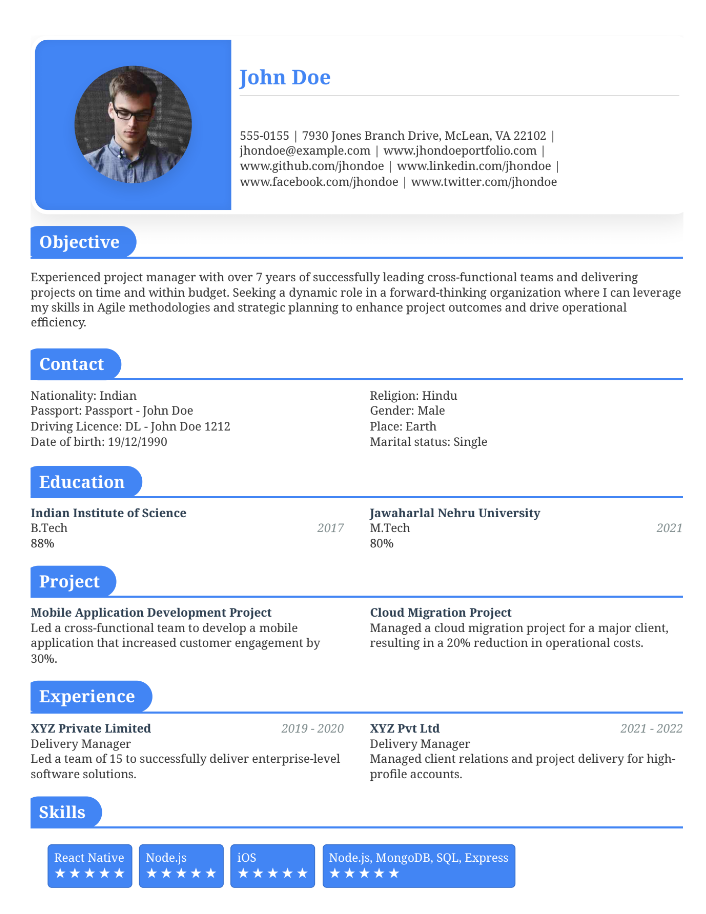 John Doe
555-0155 | 7930 Jones Branch Drive, McLean, VA 22102 |
jhondoe@example.com | www.jhondoeportfolio.com |
www.github.com/jhondoe | www.linkedin.com/jhondoe |
www.facebook.com/jhondoe | www.twitter.com/jhondoe
Objective
Experienced project manager with over 7 years of successfully leading cross-functional teams and delivering
projects on time and within budget. Seeking a dynamic role in a forward-thinking organization where I can leverage
my skills in Agile methodologies and strategic planning to enhance project outcomes and drive operational
efficiency.
Contact
Nationality: Indian
Passport: Passport - John Doe
Driving Licence: DL - John Doe 1212
Date of birth: 19/12/1990
Religion: Hindu
Gender: Male
Place: Earth
Marital status: Single
Education
Indian Institute of Science
B.Tech 2017
88%
Jawaharlal Nehru University
M.Tech 2021
80%
Project
Mobile Application Development Project
Led a cross-functional team to develop a mobile
application that increased customer engagement by
30%.
Cloud Migration Project
Managed a cloud migration project for a major client,
resulting in a 20% reduction in operational costs.
Experience
XYZ Private Limited 2019 - 2020
Delivery Manager
Led a team of 15 to successfully deliver enterprise-level
software solutions.
XYZ Pvt Ltd 2021 - 2022
Delivery Manager
Managed client relations and project delivery for high-
profile accounts.
Skills
React Native
★ ★ ★ ★ ★
Node.js
★ ★ ★ ★ ★
iOS
★ ★ ★ ★ ★
Node.js, MongoDB, SQL, Express
★ ★ ★ ★ ★